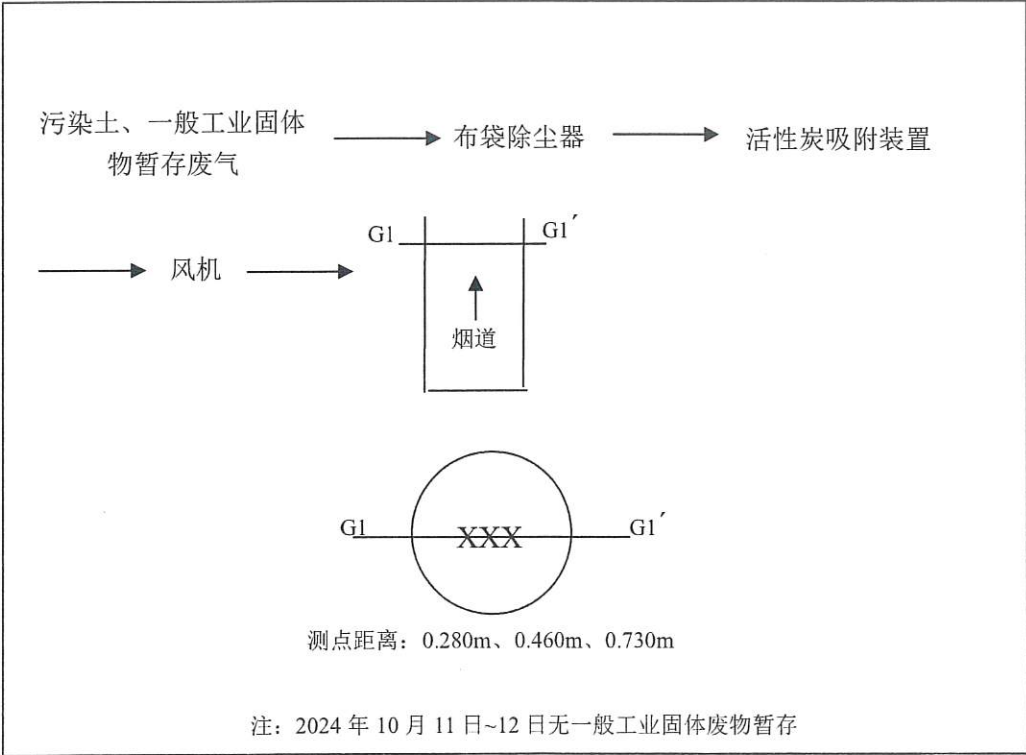 污染土、一般工业固体
物暂存废气
布袋除尘器
活性炭吸附装置
风机
G1
G1′
烟道
G1
XXX
G1′
测点距离：0.280m、0.460m、0.730m
注：2024 年 10 月 11 日~12 日无一般工业固体废物暂存